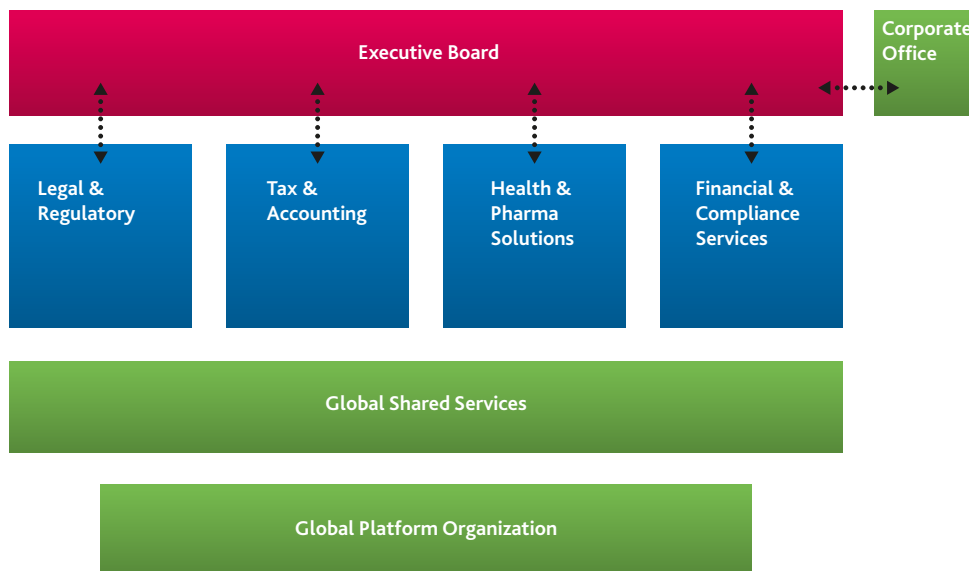 Executive Board
Corporate
Office
Legal &
Regulatory
Tax &
Accounting
Health &
Pharma
Solutions
Financial &
Compliance
Services
Global Shared Services
Global Platform Organization